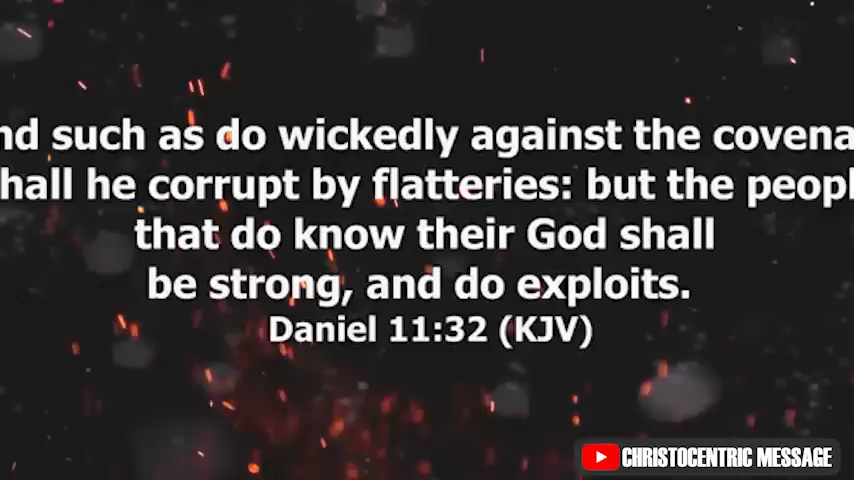 nd such as do wickedly against the covena
hall he corrupt by flatteries: but the peopl
that do know their God shall
be strong, and do exploits.
Daniel 11:32 (KJV)
CHRISTOCENTRIC MESSAGE